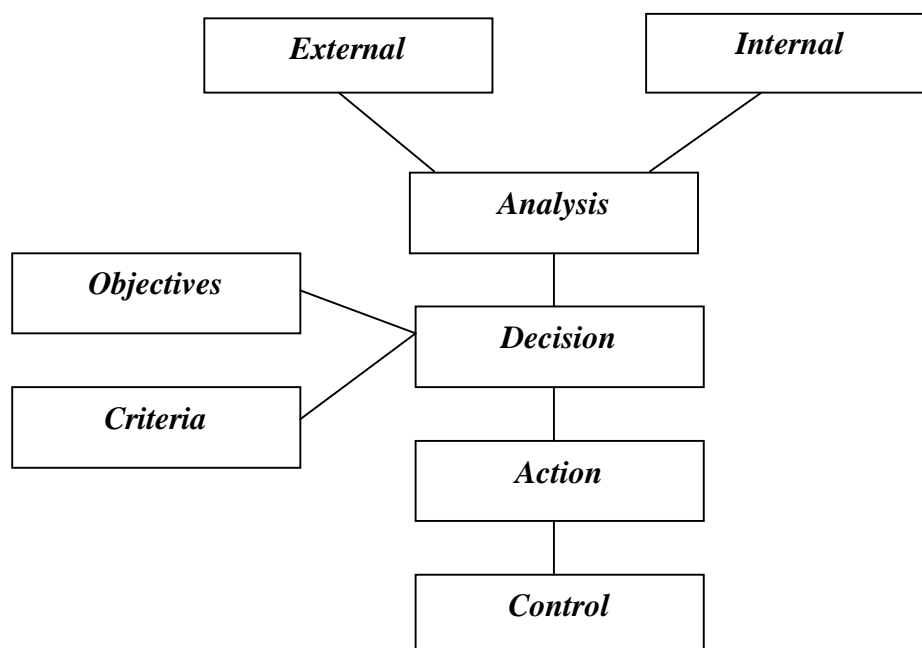 External
Internal
Analysis
Objectives
Decision
Criteria
Action
Control